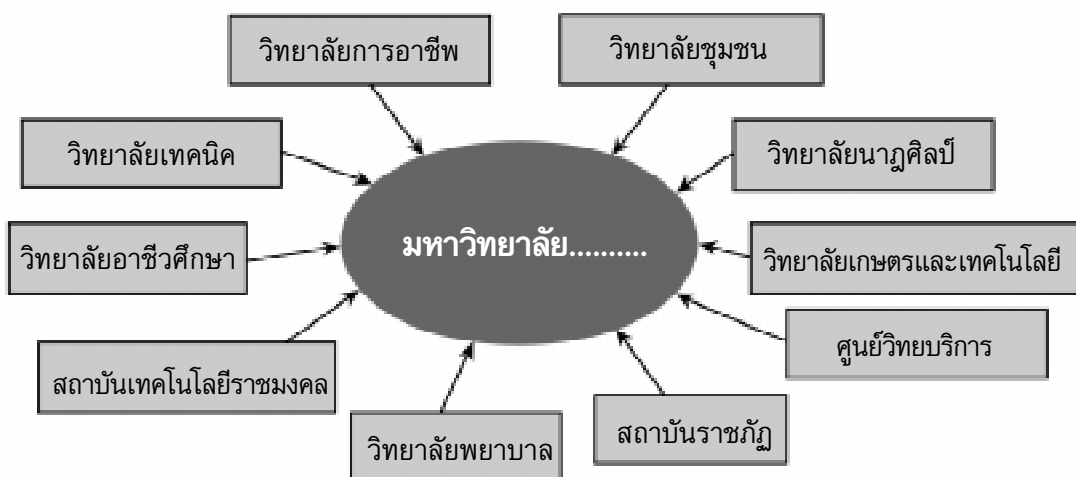 วิทยาลัยการอาชีพ
วิทยาลัยชุมชน
วิทยาลัยเทคนิค
วิทยาลัยนาฎศิลป์
วิทยาลัยอาชีวศึกษา
มหาวิทยาลัย..........
วิทยาลัยเกษตรและเทคโนโลยี
ศูนย์วิทยบริการ
สถาบันเทคโนโลยีราชมงคล
สถาบันราชภัฏ
วิทยาลัยพยาบาล